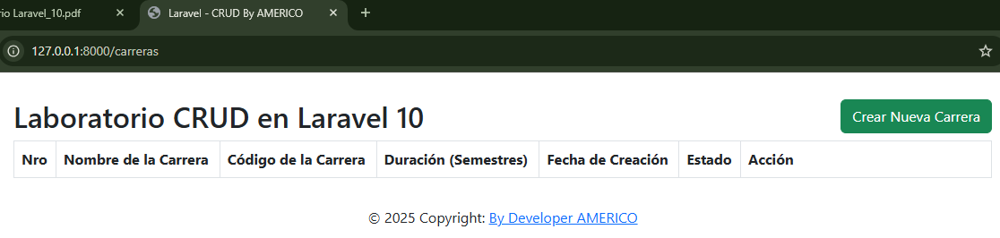 io Laravel_10.pdf
Laravel - CRUD By AMERICO
127.0.0.1:8000/carreras
Laboratorio CRUD en Laravel 10
Crear Nueva Carrera
Nro Nombre de la Carrera Código de la Carrera Duración (Semestres) Fecha de Creación Estado Acción
© 2025 Copyright: By Developer AMERICO